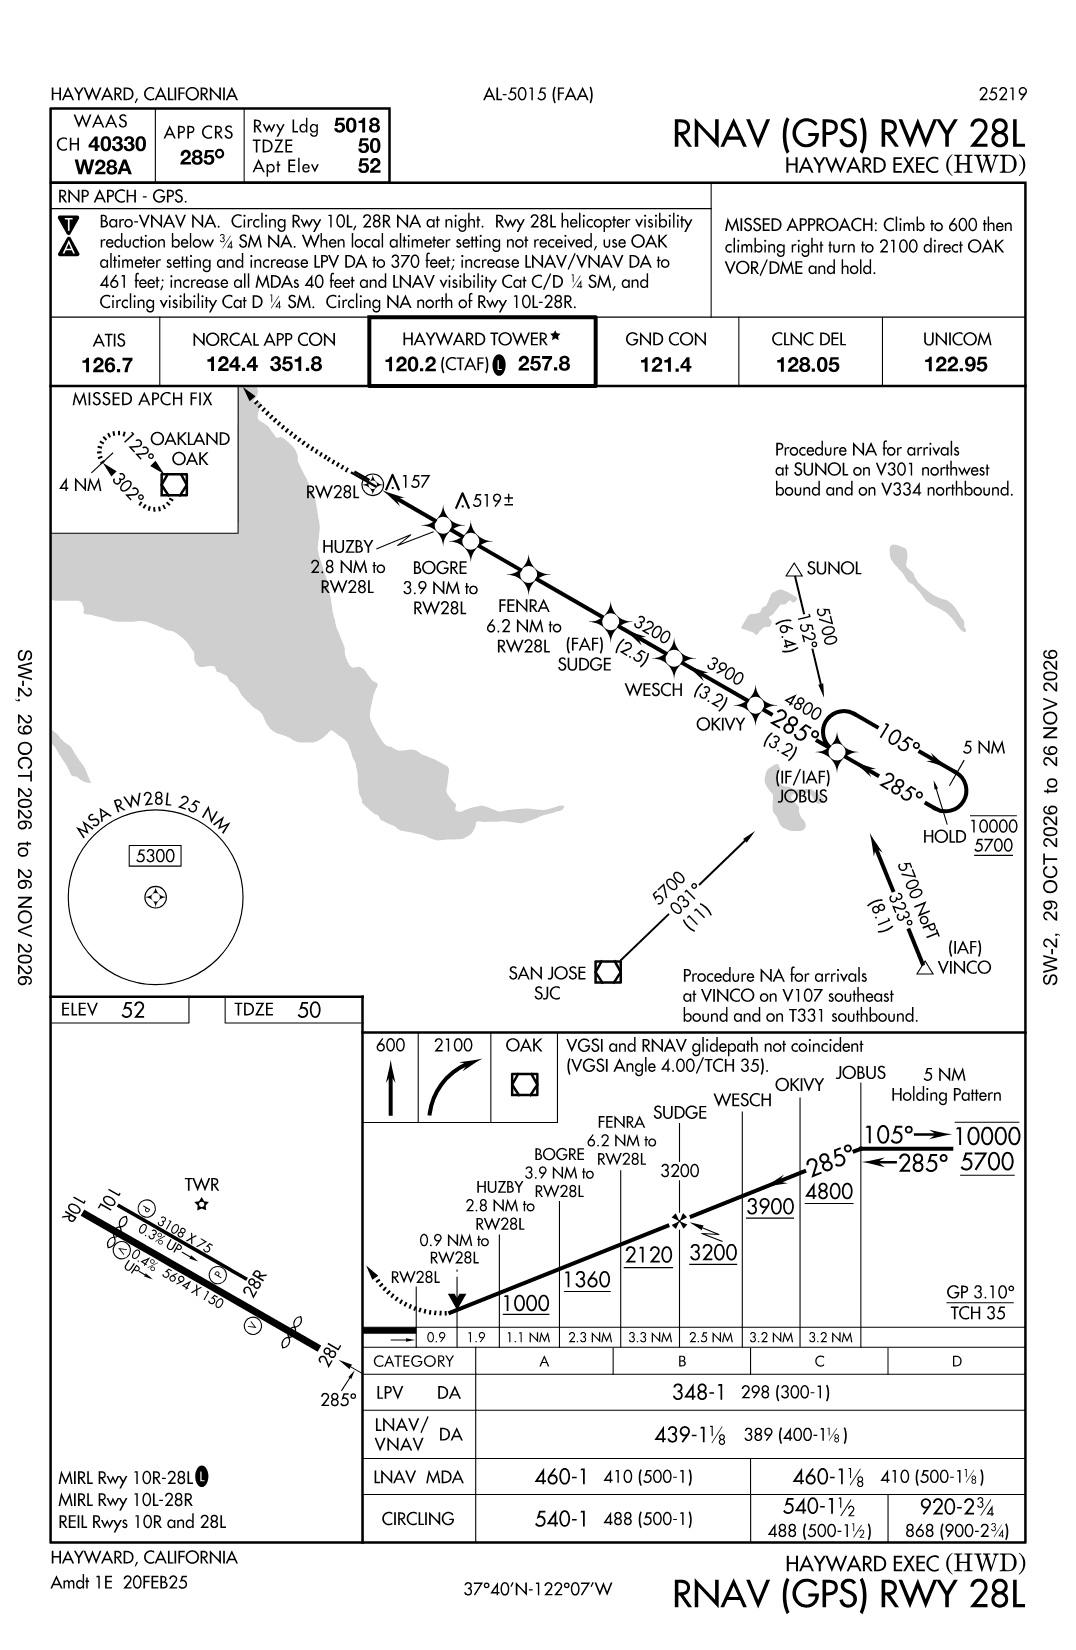 HAYWARD, CALIFORNIA
AL-5015 (FAA)
25219
WAAS
CH 40330
W28A
APP CRS
285°
Rwy Ldg 5018
TDZE 50
Apt Elev 52
RNAV (GPS) RWY 28L
HAYWARD EXEC (HWD)
RNP APCH - GPS.
T
A
Baro-VNAV NA. Circling Rwy 10L, 28R NA at night. Rwy 28L helicopter visibility
reduction below ¾ SM NA. When local altimeter setting not received, use OAK
altimeter setting and increase LPV DA to 370 feet; increase LNAV/VNAV DA to
461 feet; increase all MDAs 40 feet and LNAV visibility Cat C/D ¼ SM, and
Circling visibility Cat D ¼ SM. Circling NA north of Rwy 10L-28R.
MISSED APPROACH: Climb to 600 then
climbing right turn to 2100 direct OAK
VOR/DME and hold.
ATIS
126.7
NORCAL APP CON
124.4 351.8
HAYWARD TOWER★
120.2 (CTAF) L 257.8
GND CON
121.4
CLNC DEL
128.05
UNICOM
122.95
MISSED APCH FIX
OAKLAND
OAK
122°
302°
4 NM
RW28L
157
519±
HUZBY
2.8 NM to
RW28L
BOGRE
3.9 NM to
RW28L
FENRA
6.2 NM to
RW28L
(FAF)
SUDGE
3200
(2.5)
WESCH
3900
(3.2)
OKIVY
4800
285°
(3.2)
(IF/IAF)
JOBUS
Procedure NA for arrivals
at SUNOL on V301 northwest
bound and on V334 northbound.
SUNOL
5700
152°
(6.4)
105°
285°
5 NM
HOLD
10000
5700
5700 NoPT
323°
(8.1)
(IAF)
VINCO
5700
031°
(11)
SAN JOSE
SJC
Procedure NA for arrivals
at VINCO on V107 southeast
bound and on T331 southbound.
MSA RW28L 25 NM
5300
SW-2, 29 OCT 2026 to 26 NOV 2026
SW-2, 29 OCT 2026 to 26 NOV 2026
ELEV 52
TDZE 50
TWR
10R
10L
P
3108 X 75
0.3% UP
V
0.4%
UP
5694 X 150
P
28R
V
28L
285°
MIRL Rwy 10R-28L L
MIRL Rwy 10L-28R
REIL Rwys 10R and 28L
600
2100
OAK
VGSI and RNAV glidepath not coincident
(VGSI Angle 4.00/TCH 35).
JOBUS
5 NM
Holding Pattern
OKIVY
WESCH
SUDGE
FENRA
6.2 NM to
RW28L
BOGRE
3.9 NM to
RW28L
HUZBY
2.8 NM to
RW28L
0.9 NM to
RW28L
RW28L
3200
285°
105°
10000
285°
5700
4800
3900
3200
2120
1360
1000
GP 3.10°
TCH 35
0.9
1.9
1.1 NM
2.3 NM
3.3 NM
2.5 NM
3.2 NM
3.2 NM
CATEGORY A B C D
LPV DA 348-1 298 (300-1)
LNAV/
VNAV DA 439-1⅛ 389 (400-1⅛)
LNAV MDA 460-1 410 (500-1) 460-1⅛ 410 (500-1⅛)
CIRCLING 540-1 488 (500-1) 540-1½ 488 (500-1½) 920-2¾ 868 (900-2¾)
HAYWARD, CALIFORNIA
Amdt 1E 20FEB25
37°40'N-122°07'W
HAYWARD EXEC (HWD)
RNAV (GPS) RWY 28L